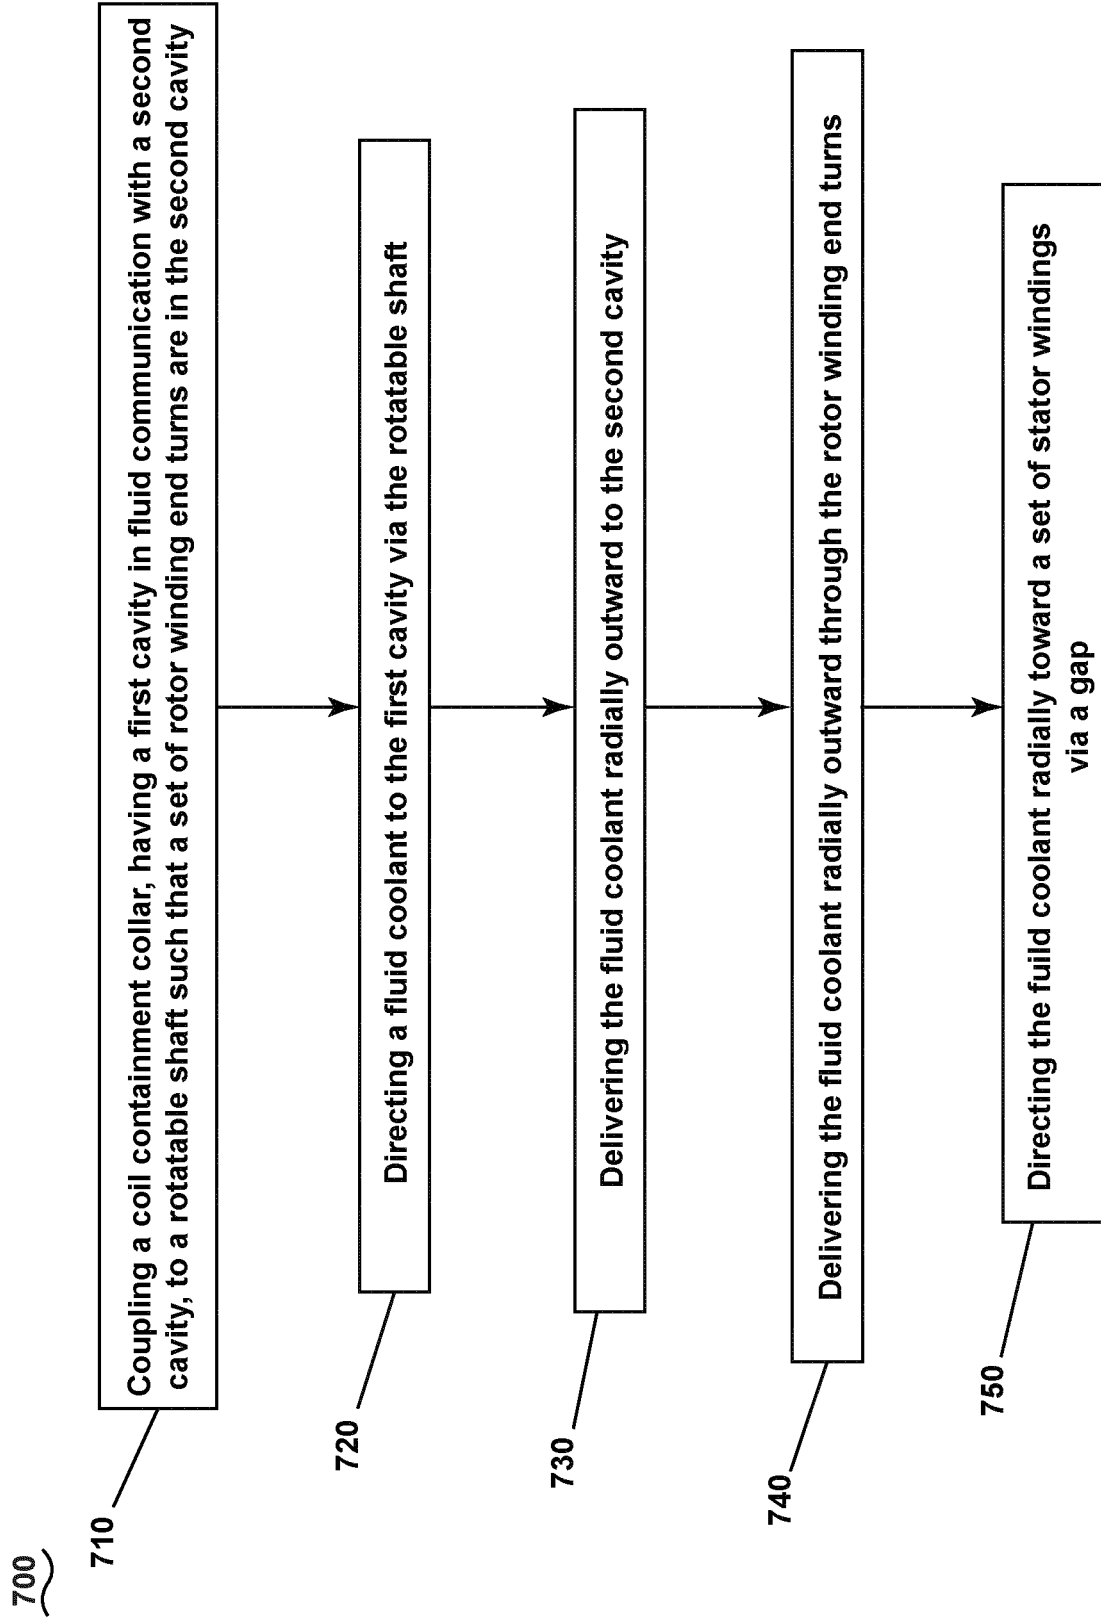 700
710
Coupling a coil containment collar, having a first cavity in fluid communication with a second
cavity, to a rotatable shaft such that a set of rotor winding end turns are in the second cavity
720
Directing a fluid coolant to the first cavity via the rotatable shaft
730
Delivering the fluid coolant radially outward to the second cavity
740
Delivering the fluid coolant radially outward through the rotor winding end turns
750
Directing the fuild coolant radially toward a set of stator windings
via a gap